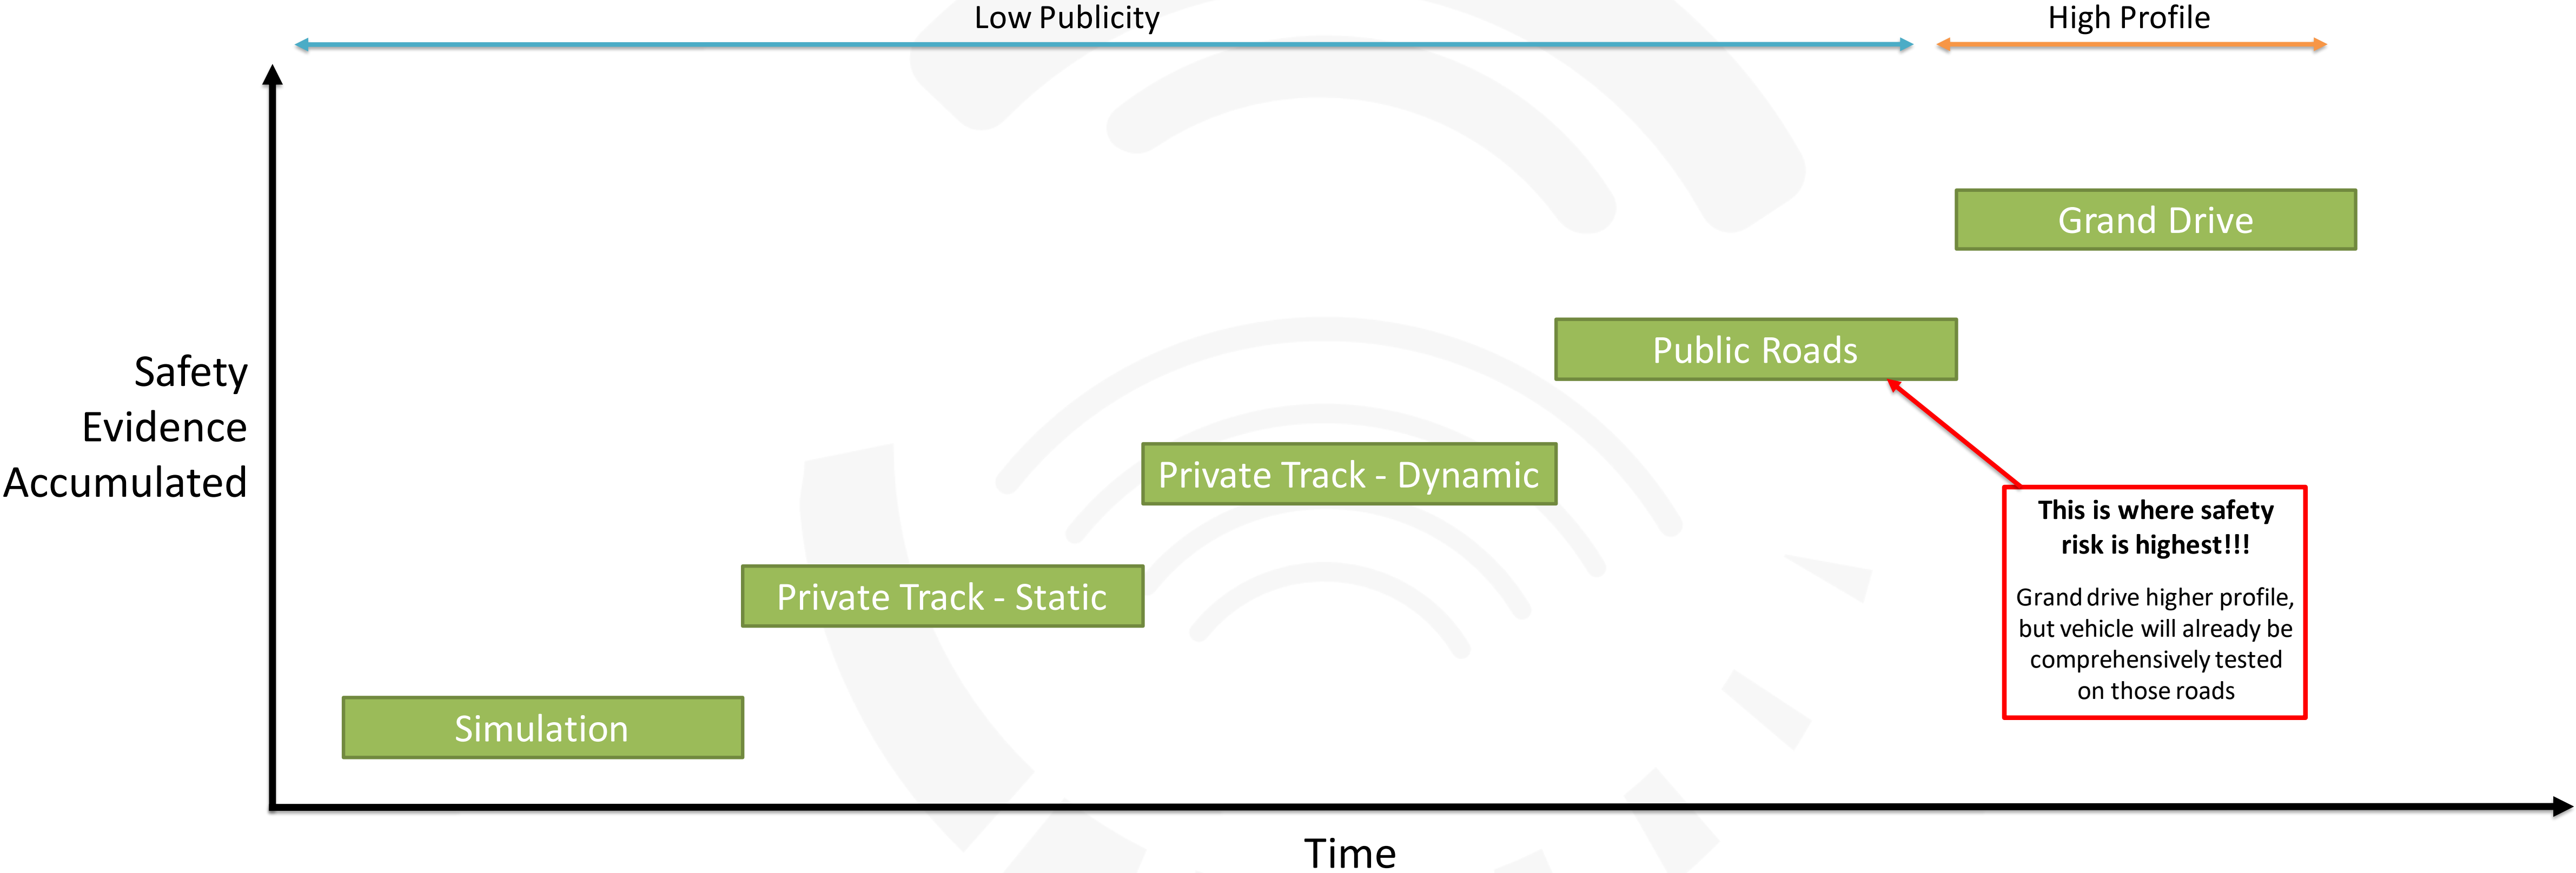 Low Publicity
High Profile
Grand Drive
Public Roads
Safety
Evidence
Accumulated
Private Track - Dynamic
This is where safety
risk is highest!!!
Grand drive higher profile,
but vehicle will already be
comprehensively tested
on those roads
Private Track - Static
Simulation
Time